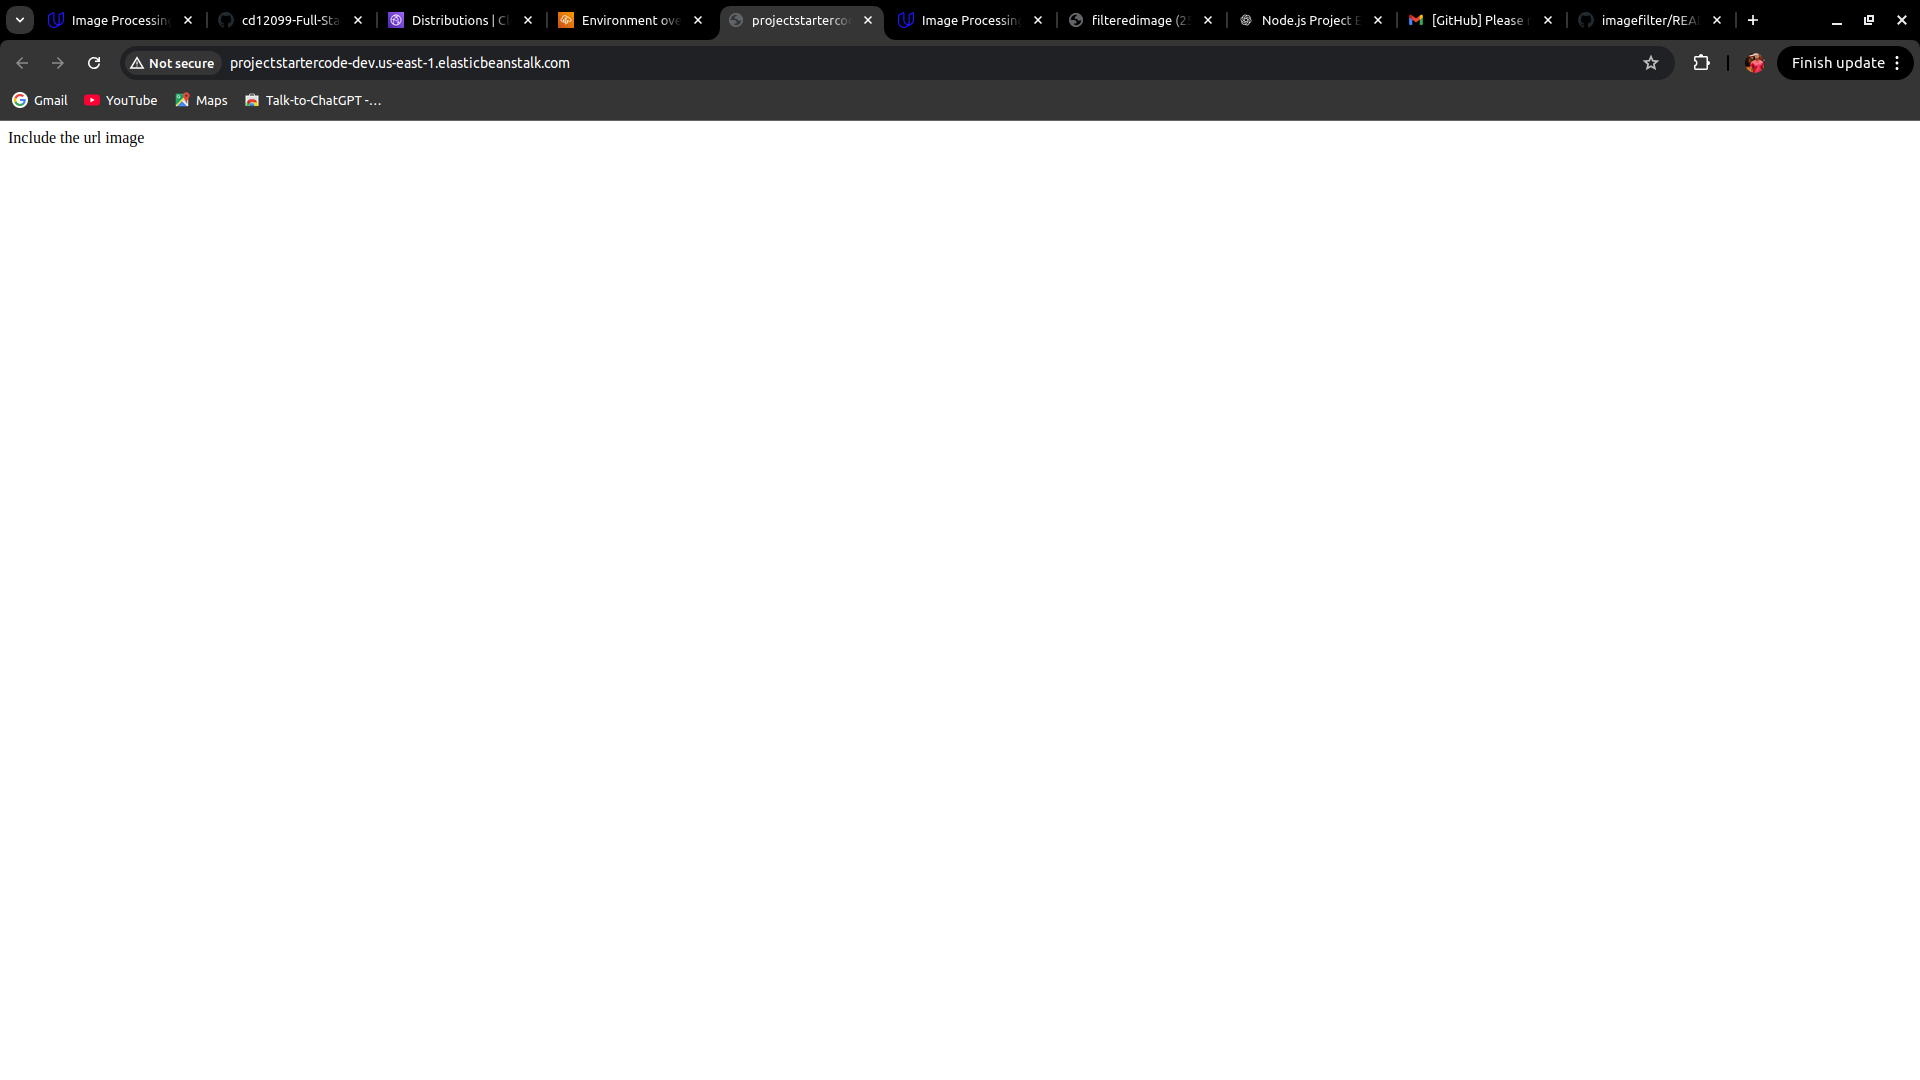 Image Processing
cd12099-Full-Sta
Distributions | Cl
Environment ove
projectstarterco
Image Processing
filteredimage (25
Node.js Project E
[GitHub] Please r
imagefilter/REA
Not secure
projectstartercode-dev.us-east-1.elasticbeanstalk.com
Finish update
Gmail
YouTube
Maps
Talk-to-ChatGPT -...
Include the url image